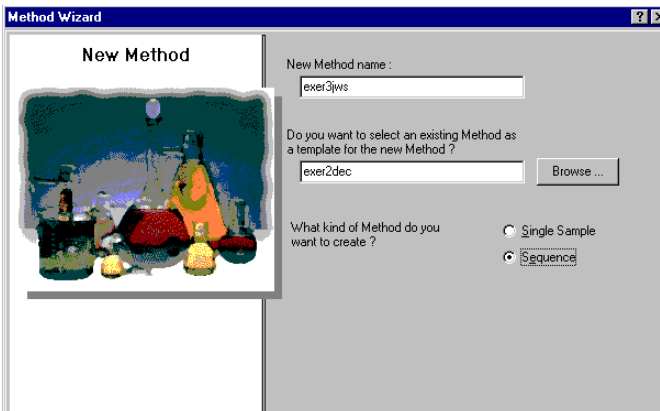 Method Wizard
New Method
New Method name :
exer3jws
Do you want to select an existing Method as
a template for the new Method ?
exer2dec
Browse ...
What kind of Method do you
want to create ?
Single Sample
Sequence